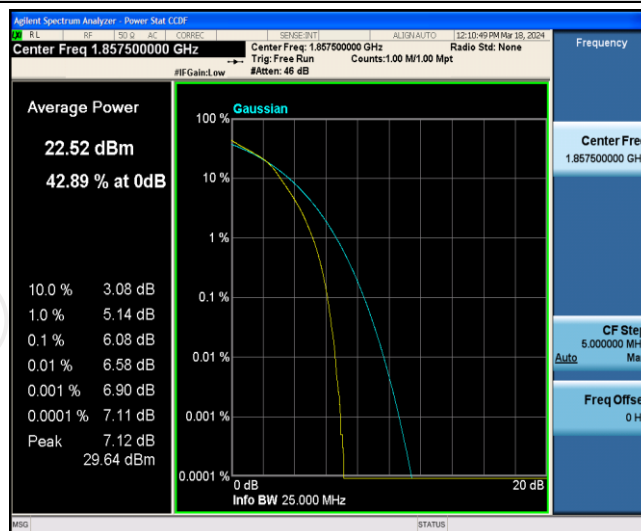 Agilent Spectrum Analyzer - Power Stat CCDF
RL RF 50 Ω AC CORREC SENSE:INT ALIGN AUTO 12:10:49 PM Mar 18, 2024
Center Freq 1.857500000 GHz
Center Freq: 1.857500000 GHz Radio Std: None
Trig: Free Run Counts:1.00 M/1.00 Mpt
#IFGain:Low #Atten: 46 dB
Frequency
Average Power
22.52 dBm
42.89 % at 0dB
10.0 % 3.08 dB
1.0 % 5.14 dB
0.1 % 6.08 dB
0.01 % 6.58 dB
0.001 % 6.90 dB
0.0001 % 7.11 dB
Peak 7.12 dB
29.64 dBm
Gaussian
100 %
10 %
1 %
0.1 %
0.01 %
0.001 %
0.0001 %
0 dB 20 dB
Info BW 25.000 MHz
Center Fre
1.857500000 GH
CF Ste
5.000000 MH
Auto Ma
Freq Offse
0 H
MSG STATUS